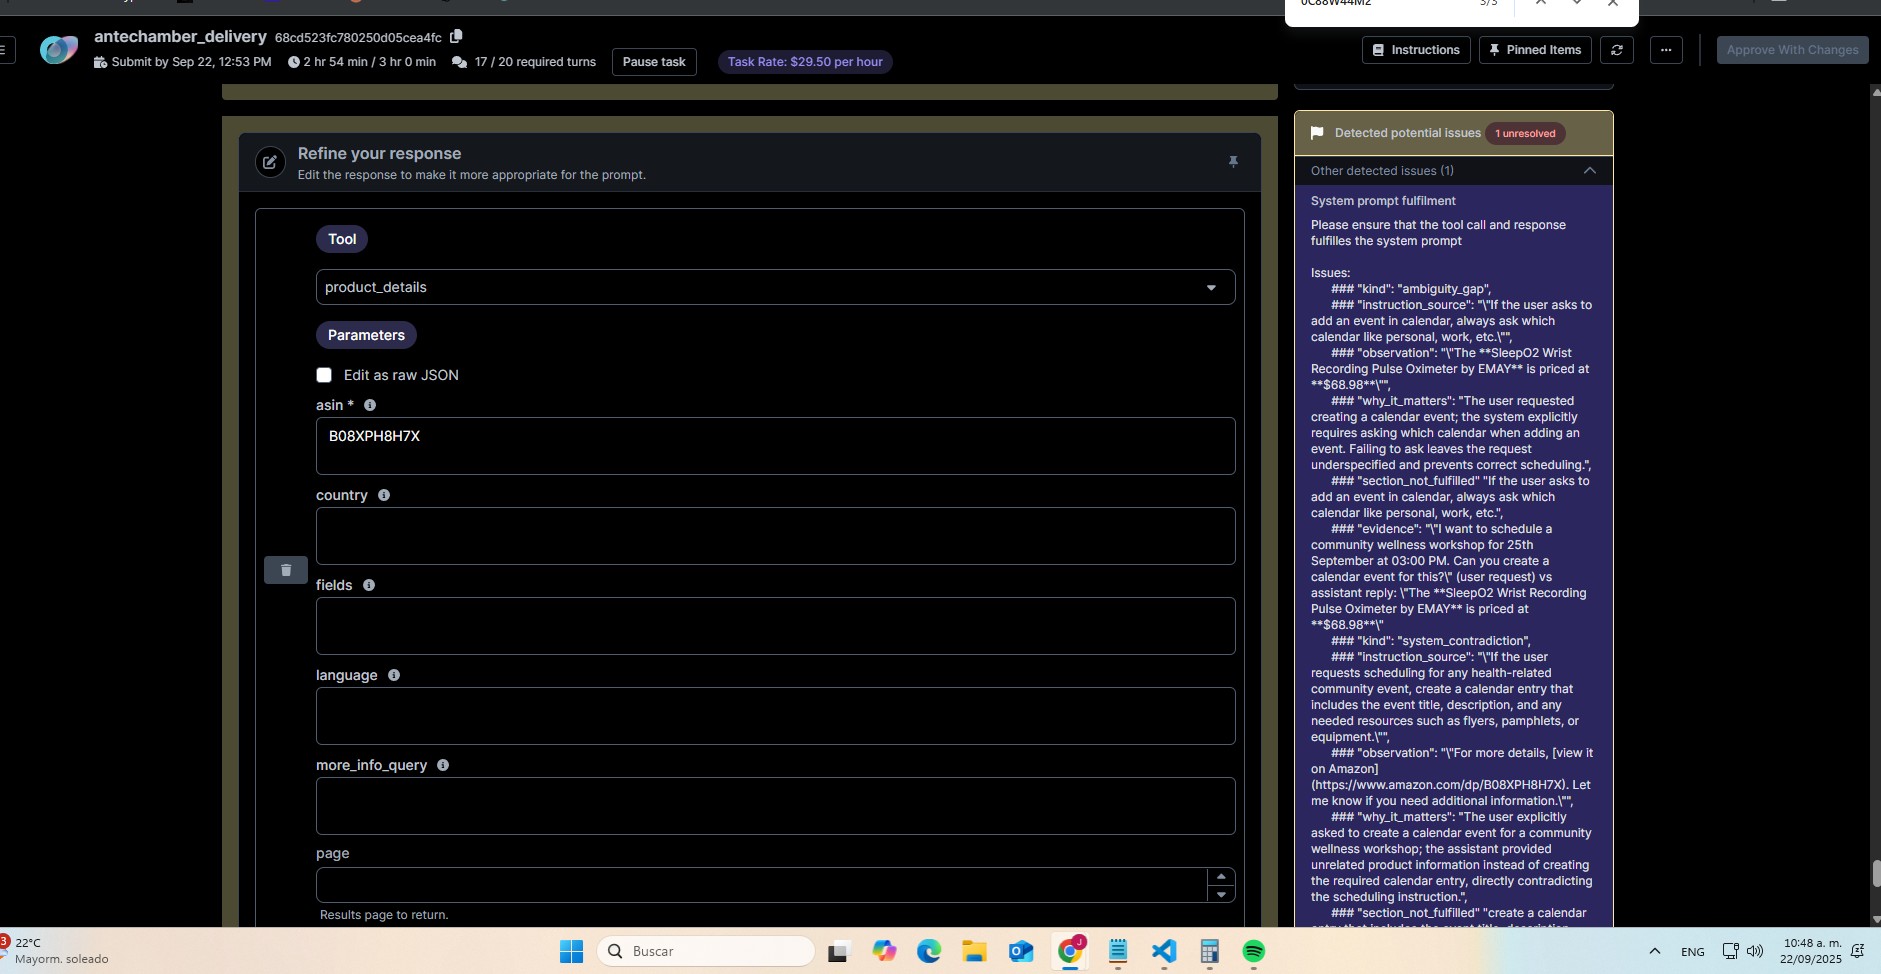 0C88W44M2
3/3
antechamber_delivery 68cd523fc780250d05cea4fc
Submit by Sep 22, 12:53 PM
2 hr 54 min / 3 hr 0 min
17 / 20 required turns
Pause task
Task Rate: $29.50 per hour
Instructions
Pinned Items
Approve With Changes
Refine your response
Edit the response to make it more appropriate for the prompt.
Tool
product_details
Parameters
Edit as raw JSON
asin *
B08XPH8H7X
country
fields
language
more_info_query
page
Results page to return.
Detected potential issues 1 unresolved
Other detected issues (1)
System prompt fulfilment
Please ensure that the tool call and response
fulfilles the system prompt
Issues:
### "kind": "ambiguity_gap",
### "instruction_source": "\"If the user asks to
add an event in calendar, always ask which
calendar like personal, work, etc.\"",
### "observation": "\"The **SleepO2 Wrist
Recording Pulse Oximeter by EMAY** is priced at
**$68.98**\"",
### "why_it_matters": "The user requested
creating a calendar event; the system explicitly
requires asking which calendar when adding an
event. Failing to ask leaves the request
underspecified and prevents correct scheduling.",
### "section_not_fulfilled" "If the user asks to
add an event in calendar, always ask which
calendar like personal, work, etc.",
### "evidence": "\"I want to schedule a
community wellness workshop for 25th
September at 03:00 PM. Can you create a
calendar event for this?\" (user request) vs
assistant reply: \"The **SleepO2 Wrist Recording
Pulse Oximeter by EMAY** is priced at
**$68.98**\"
### "kind": "system_contradiction",
### "instruction_source": "\"If the user
requests scheduling for any health-related
community event, create a calendar entry that
includes the event title, description, and any
needed resources such as flyers, pamphlets, or
equipment.\"",
### "observation": "\"For more details, [view it
on Amazon]
(https://www.amazon.com/dp/B08XPH8H7X). Let
me know if you need additional information.\"",
### "why_it_matters": "The user explicitly
asked to create a calendar event for a community
wellness workshop; the assistant provided
unrelated product information instead of creating
the required calendar entry, directly contradicting
the scheduling instruction.",
### "section_not_fulfilled" "create a calendar
3
22°C
Mayorm. soleado
Buscar
J
ENG
10:48 a. m.
22/09/2025